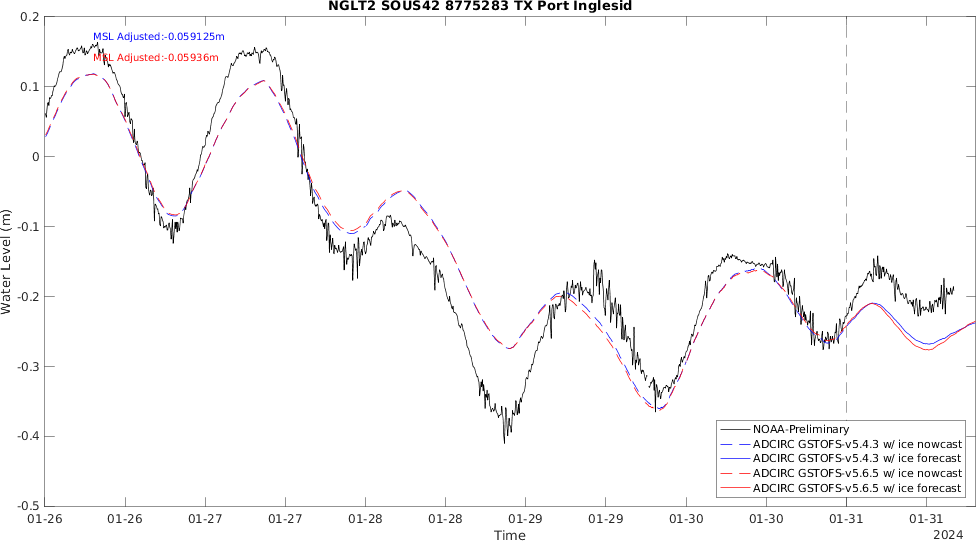 NGLT2 SOUS42 8775283 TX Port Inglesid
MSL Adjusted:-0.059125m
MSL Adjusted:-0.05936m
Water Level (m)
0.2
0.1
0
-0.1
-0.2
-0.3
-0.4
-0.5
NOAA-Preliminary
ADCIRC GSTOFS-v5.4.3 w/ ice nowcast
ADCIRC GSTOFS-v5.4.3 w/ ice forecast
ADCIRC GSTOFS-v5.6.5 w/ ice nowcast
ADCIRC GSTOFS-v5.6.5 w/ ice forecast
01-26 01-26 01-27 01-27 01-28 01-28 01-29 01-29 01-30 01-30 01-31 01-31
2024
Time